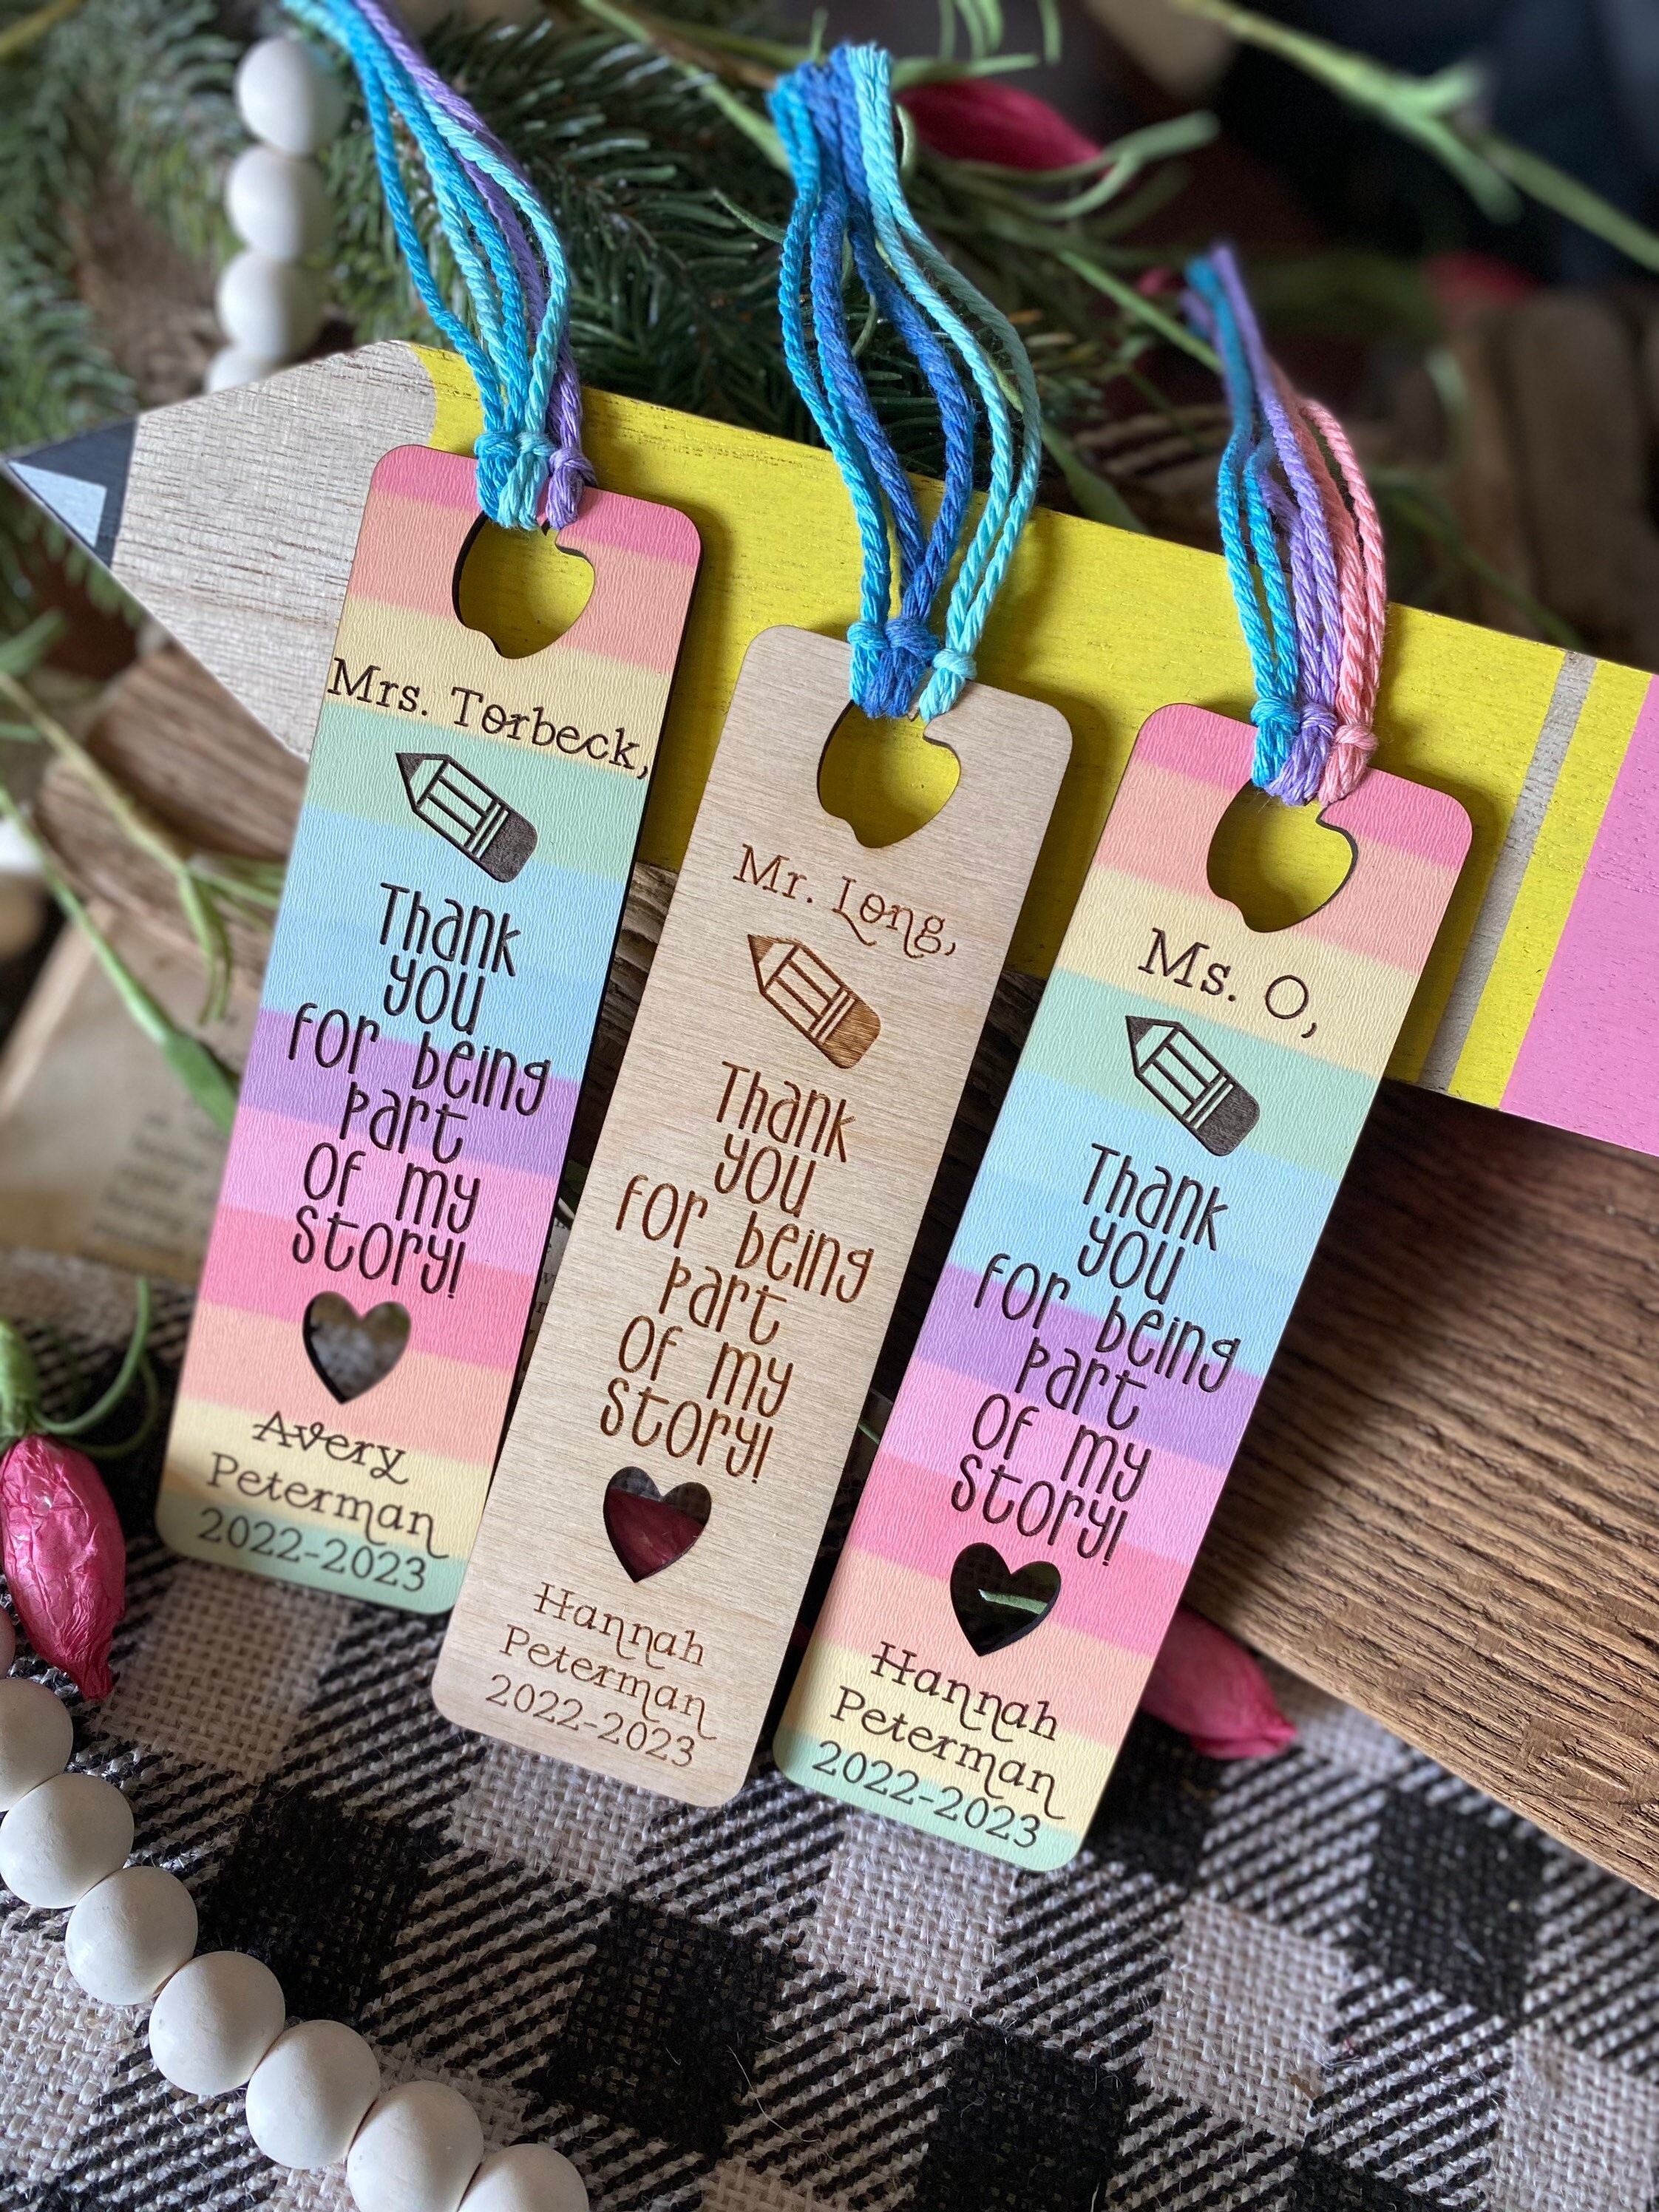 Mrs. Torbeck,
Thank
you
for being
part
of my
story!
Avery
Peterman
2022-2023
Mr. Long,
Thank
you
for being
part
of my
story!
Hannah
Peterman
2022-2023
Ms. O,
Thank
you
for being
part
of my
story!
Hannah
Peterman
2022-2023